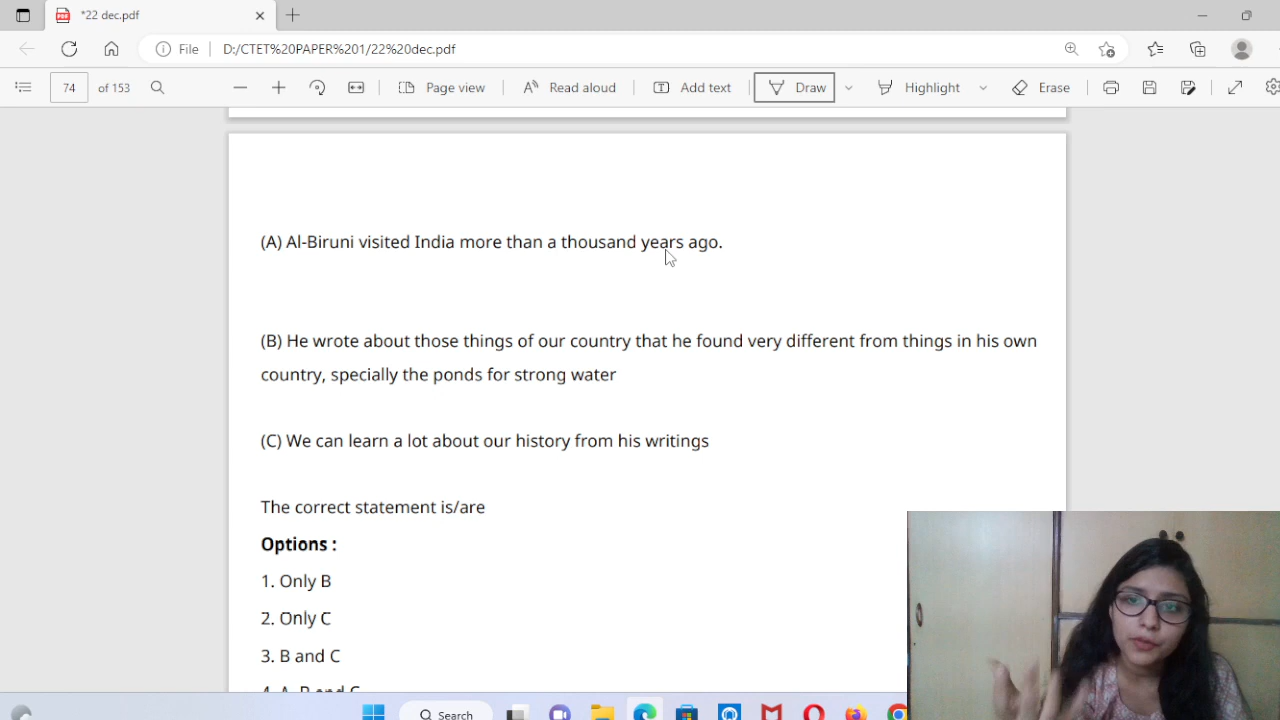 *22 dec.pdf
File D:/CTET%20PAPER%201/22%20dec.pdf
74 of 153 Page view Read aloud Add text Draw Highlight Erase
(A) Al-Biruni visited India more than a thousand years ago.
(B) He wrote about those things of our country that he found very different from things in his own
country, specially the ponds for strong water
(C) We can learn a lot about our history from his writings
The correct statement is/are
Options :
1. Only B
2. Only C
3. B and C
4. A, B and C
Search